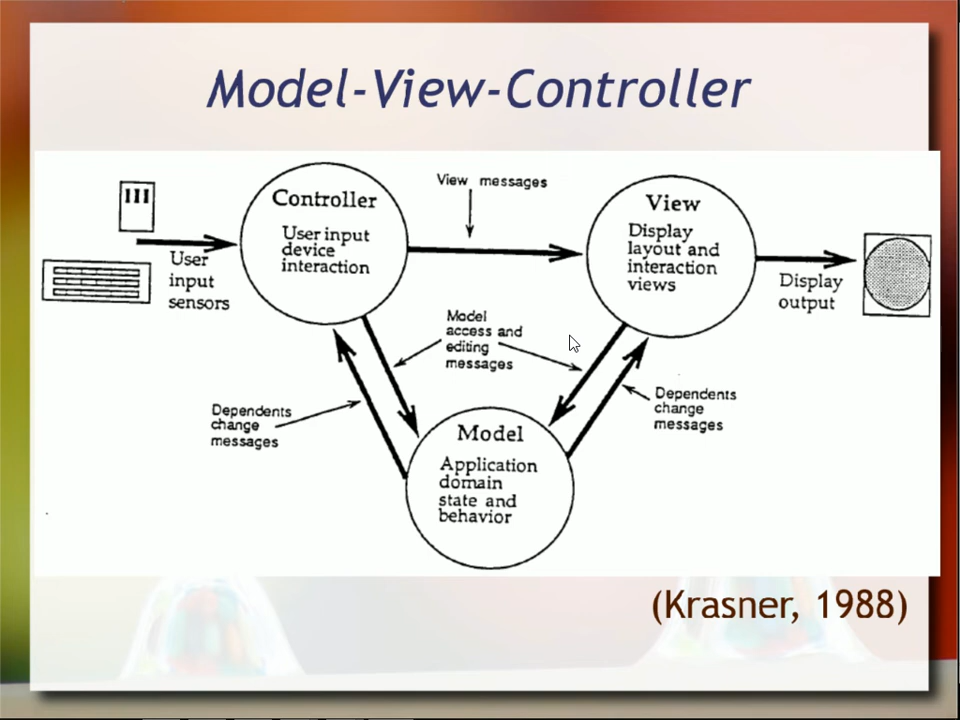 Model-View-Controller
View messages
Controller
User input
device
interaction
View
Display
layout and
interaction
views
User
input
sensors
Display
output
Model
access and
editing
messages
Dependents
change
messages
Dependents
change
messages
Model
Application
domain
state and
behavior
(Krasner, 1988)